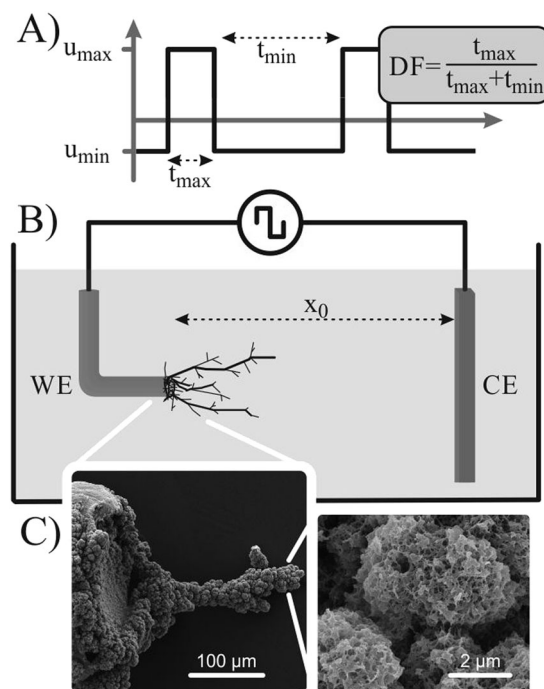 A)
u_max
t_min
DF= t_max / t_max+t_min
u_min
t_max
B)
x_0
WE
CE
C)
100 µm
2 µm